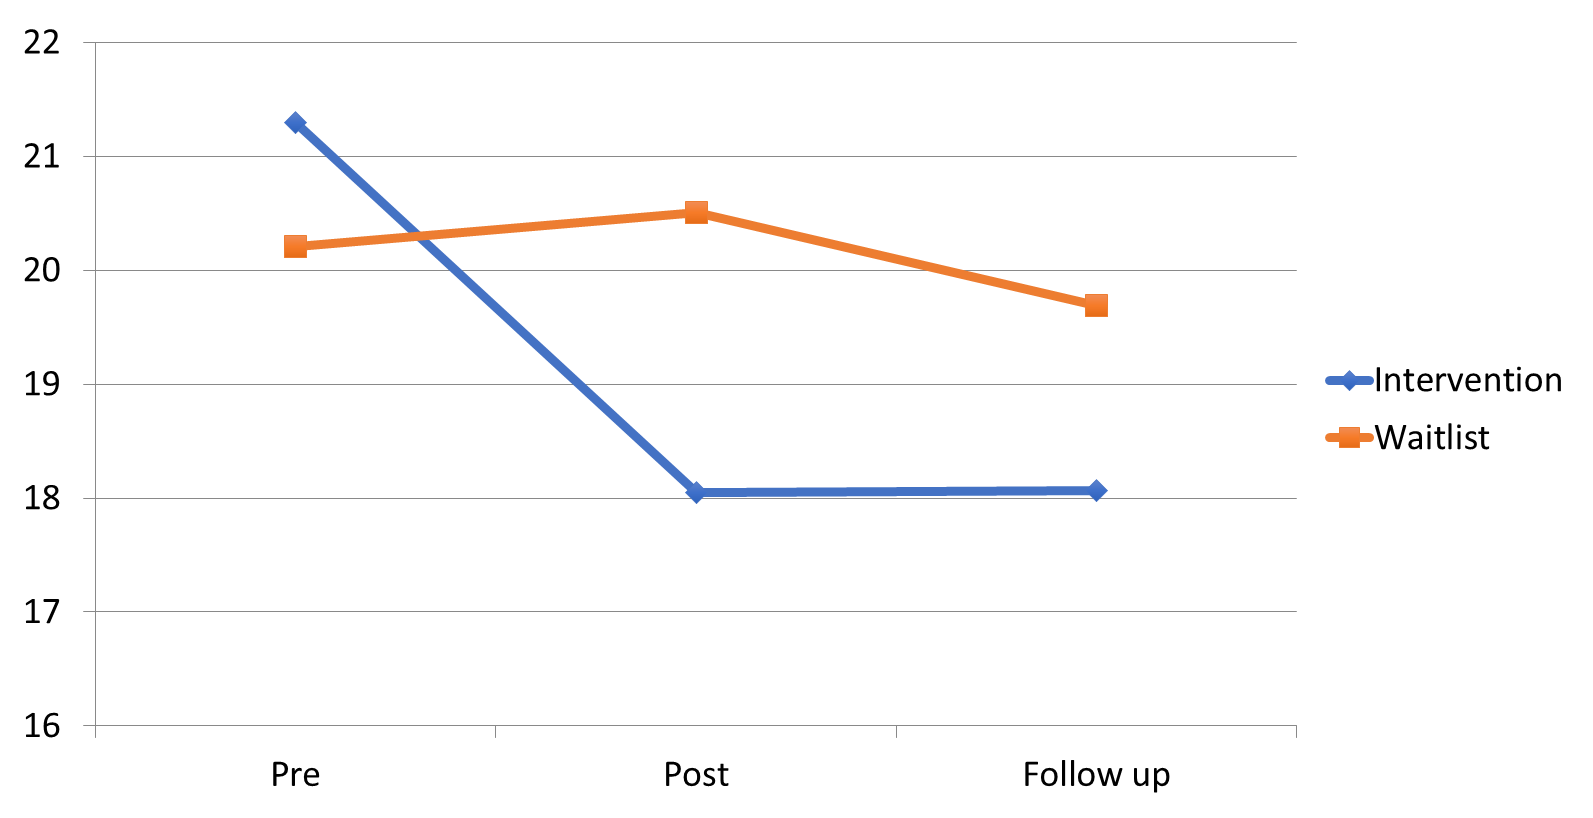 22
21
20
19
18
17
16
Pre
Post
Follow up
Intervention
Waitlist